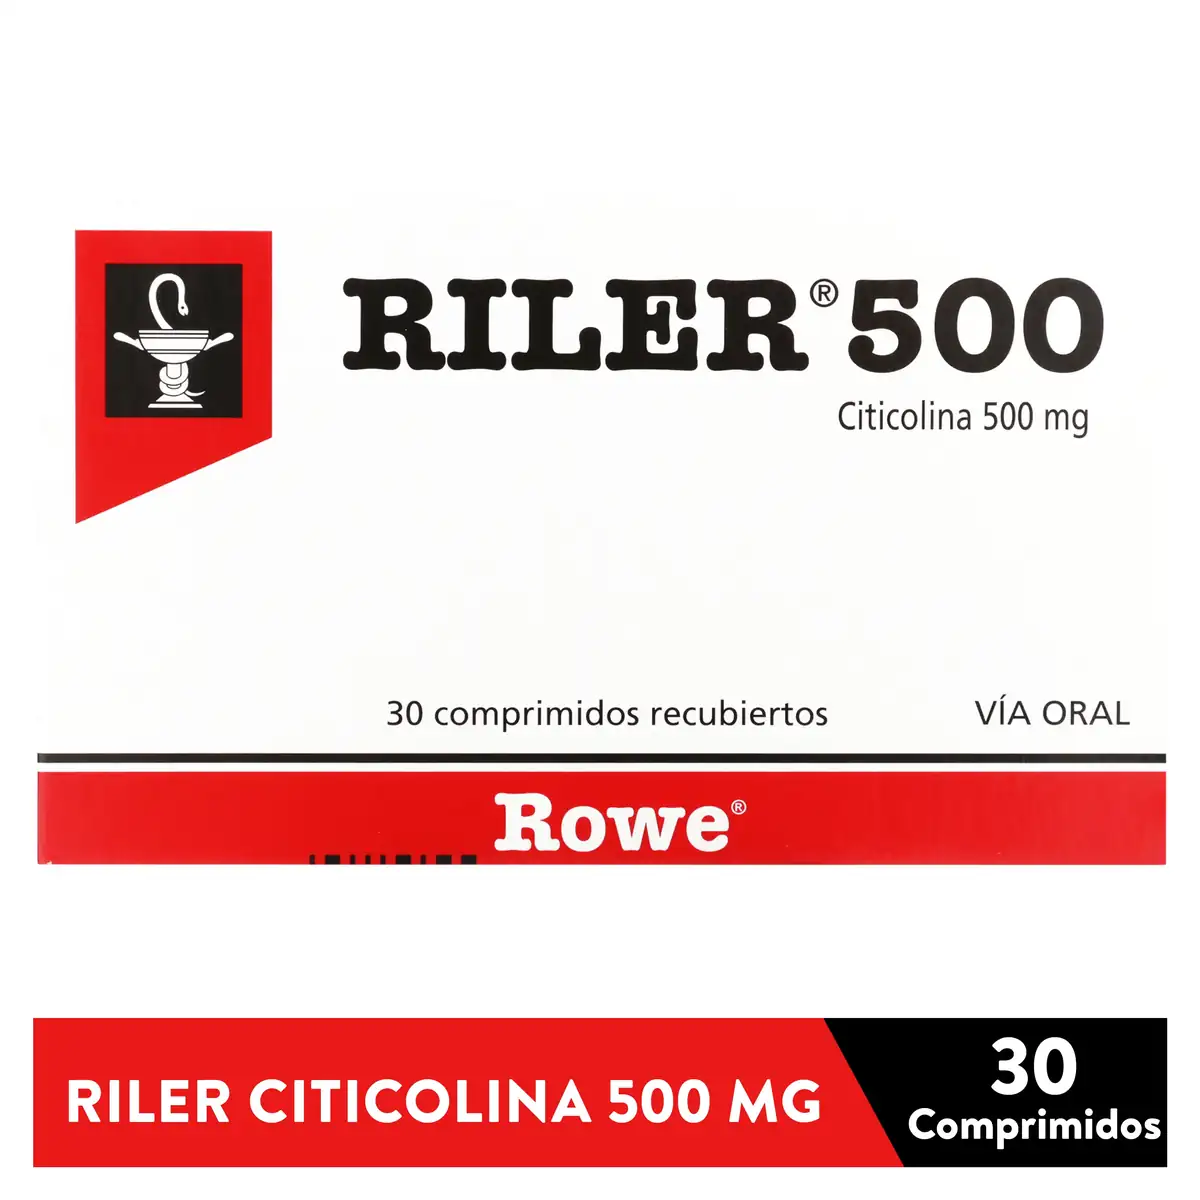 RILER® 500
Citicolina 500 mg
30 comprimidos recubiertos
VÍA ORAL
Rowe®
RILER CITICOLINA 500 MG
30
Comprimidos